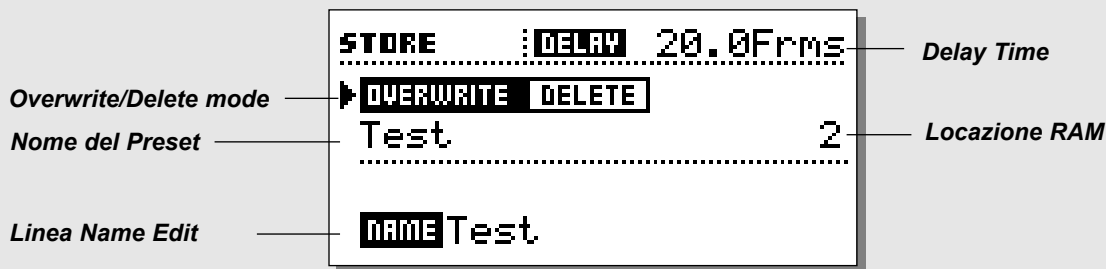 STORE DELAY 20.0Frms
Delay Time
Overwrite/Delete mode
OVERWRITE DELETE
Nome del Preset
Test 2
Locazione RAM
Linea Name Edit
NAME Test